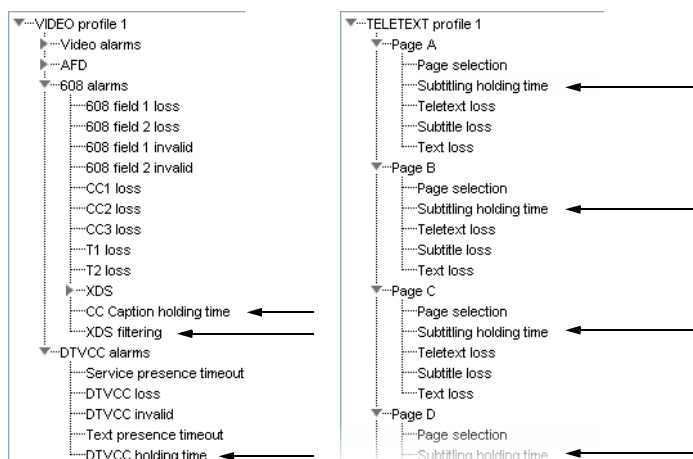 VIDEO profile 1
Video alarms
AFD
608 alarms
608 field 1 loss
608 field 2 loss
608 field 1 invalid
608 field 2 invalid
CC1 loss
CC2 loss
CC3 loss
T1 loss
T2 loss
XDS
CC Caption holding time
XDS filtering
DTVCC alarms
Service presence timeout
DTVCC loss
DTVCC invalid
Text presence timeout
DTVCC holding time
TELETEXT profile 1
Page A
Page selection
Subtitling holding time
Teletext loss
Subtitle loss
Text loss
Page B
Page selection
Subtitling holding time
Teletext loss
Subtitle loss
Text loss
Page C
Page selection
Subtitling holding time
Teletext loss
Subtitle loss
Text loss
Page D
Page selection
Subtitling holding time